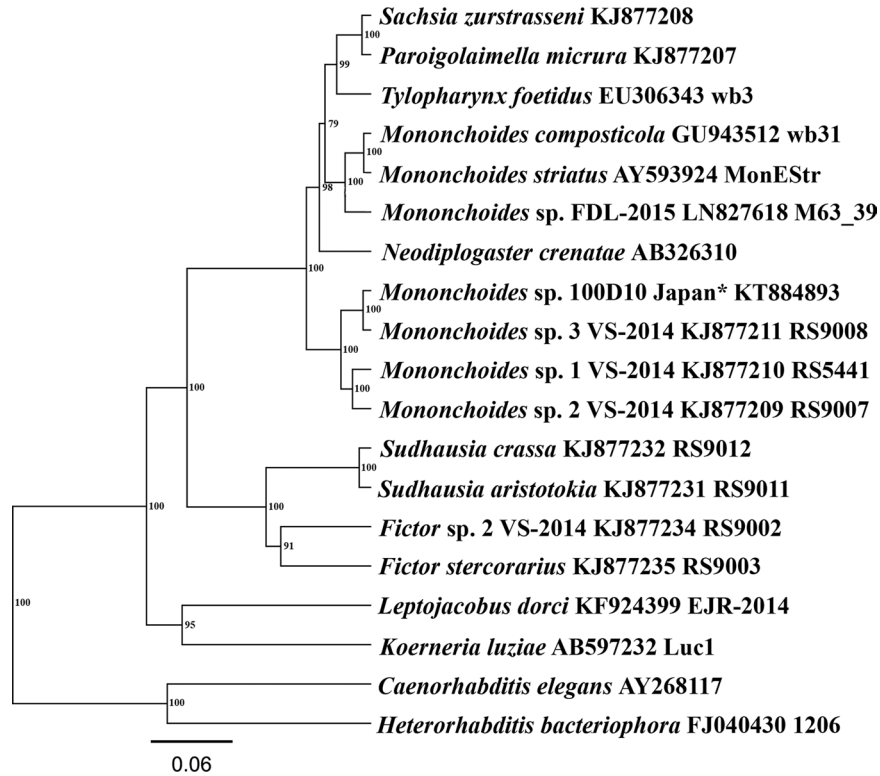 Sachsia zurstrasseni KJ877208
100
Paroigolaimella micrura KJ877207
99
Tylopharynx foetidus EU306343 wb3
79
Mononchoides composticola GU943512 wb31
100
Mononchoides striatus AY593924 MonEStr
100
98
Mononchoides sp. FDL-2015 LN827618 M63_39
Neodiplogaster crenatae AB326310
100
Mononchoides sp. 100D10 Japan* KT884893
100
Mononchoides sp. 3 VS-2014 KJ877211 RS9008
100
Mononchoides sp. 1 VS-2014 KJ877210 RS5441
100
100
Mononchoides sp. 2 VS-2014 KJ877209 RS9007
Sudhausia crassa KJ877232 RS9012
100
Sudhausia aristotokia KJ877231 RS9011
100
100
Fictor sp. 2 VS-2014 KJ877234 RS9002
91
Fictor stercorarius KJ877235 RS9003
100
Leptojacobus dorci KF924399 EJR-2014
95
Koerneria luziae AB597232 Luc1
Caenorhabditis elegans AY268117
100
Heterorhabditis bacteriophora FJ040430 1206
0.06